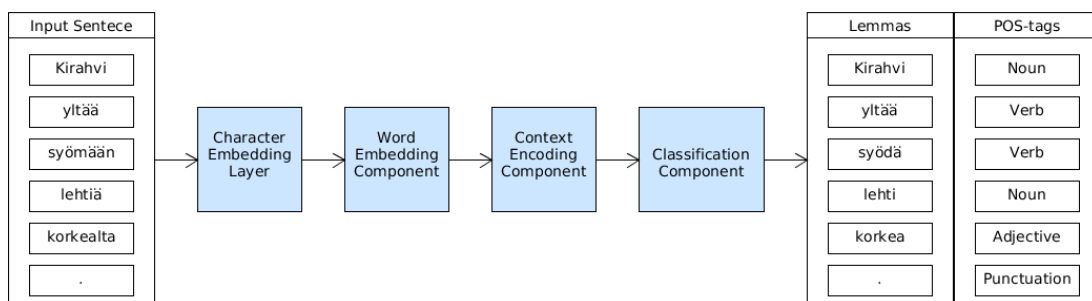 Input Sentece
Kirahvi
yltää
syömään
lehtiä
korkealta
.
Character
Embedding
Layer
Word
Embedding
Component
Context
Encoding
Component
Classification
Component
Lemmas
Kirahvi
yltää
syödä
lehti
korkea
.
POS-tags
Noun
Verb
Verb
Noun
Adjective
Punctuation